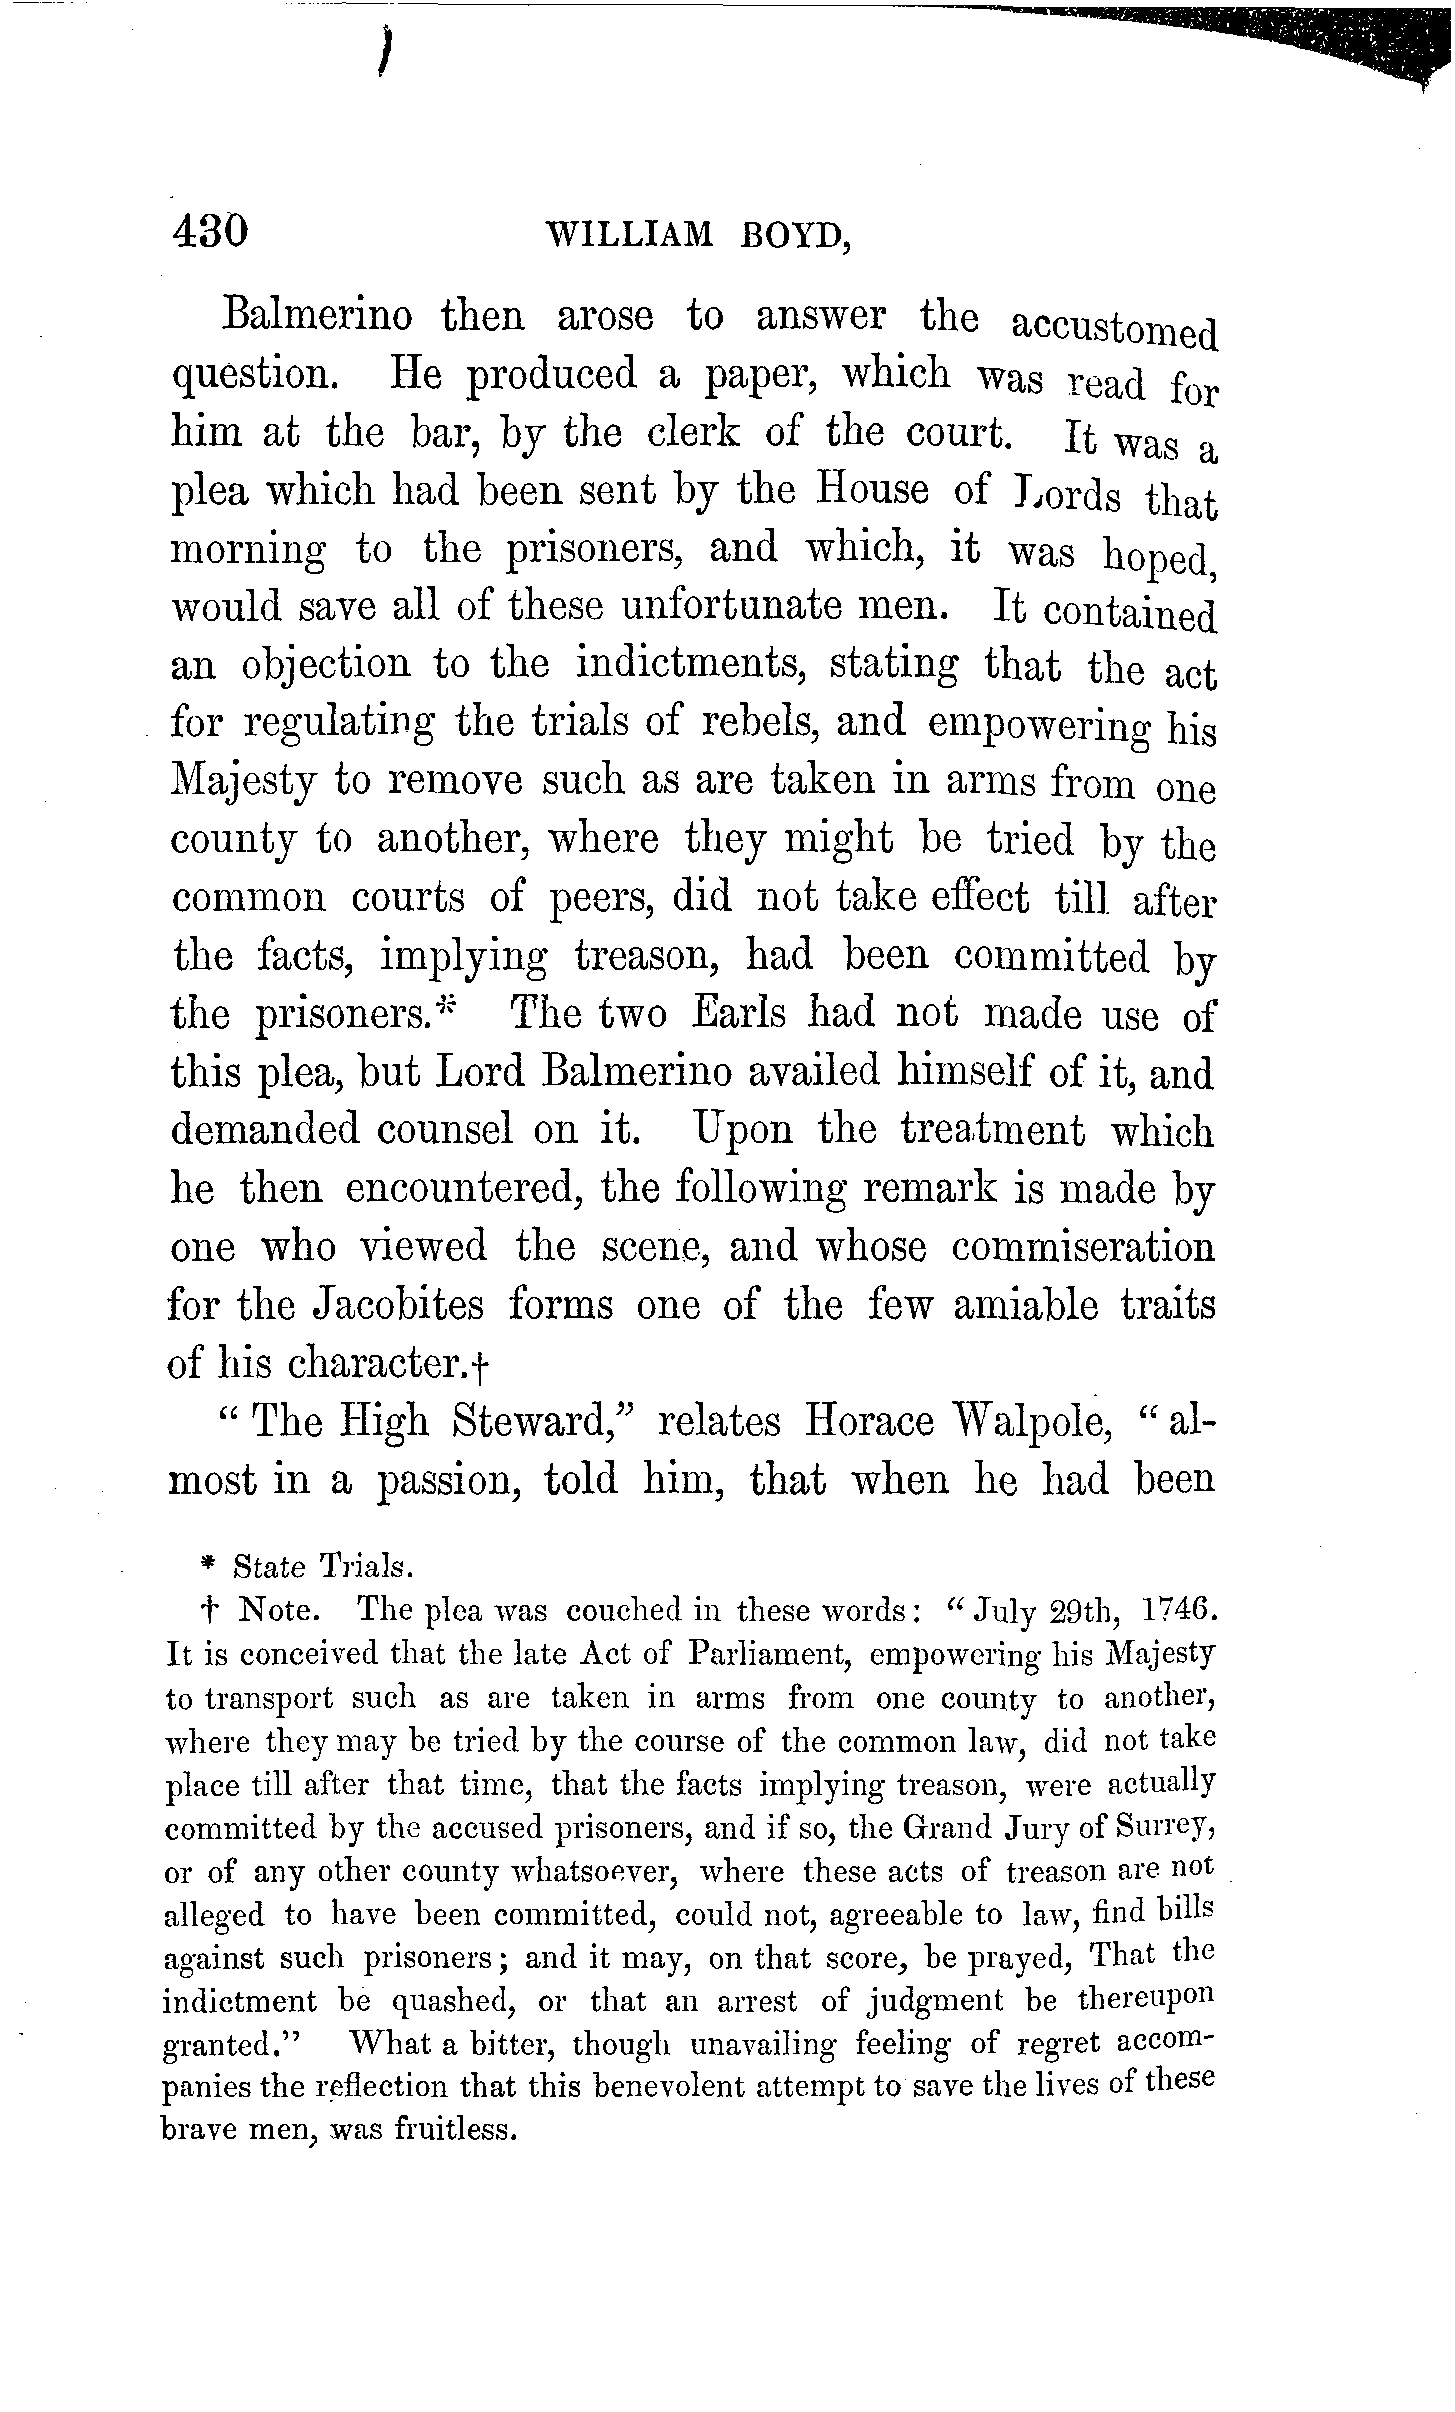 430 WILLIAM BOYD,
Balmerino then arose to answer the accustomed
question. He produced a paper, which was read for
him at the bar, by the clerk of the court. It was a
plea which had been sent by the House of Lords that
morning to the prisoners, and which, it was hoped,
would save all of these unfortunate men. It contained
an objection to the indictments, stating that the act
for regulating the trials of rebels, and empowering his
Majesty to remove such as are taken in arms from one
county to another, where they might be tried by the
common courts of peers, did not take effect till after
the facts, implying treason, had been committed by
the prisoners.* The two Earls had not made use of
this plea, but Lord Balmerino availed himself of it, and
demanded counsel on it. Upon the treatment which
he then encountered, the following remark is made by
one who viewed the scene, and whose commiseration
for the Jacobites forms one of the few amiable traits
of his character.†
"The High Steward," relates Horace Walpole, "al-
most in a passion, told him, that when he had been
* State Trials.
† Note. The plea was couched in these words: "July 29th, 1746.
It is conceived that the late Act of Parliament, empowering his Majesty
to transport such as are taken in arms from one county to another,
where they may be tried by the course of the common law, did not take
place till after that time, that the facts implying treason, were actually
committed by the accused prisoners, and if so, the Grand Jury of Surrey,
or of any other county whatsoever, where these acts of treason are not
alleged to have been committed, could not, agreeable to law, find bills
against such prisoners; and it may, on that score, be prayed, That the
indictment be quashed, or that an arrest of judgment be thereupon
granted." What a bitter, though unavailing feeling of regret accom-
panies the reflection that this benevolent attempt to save the lives of these
brave men, was fruitless.